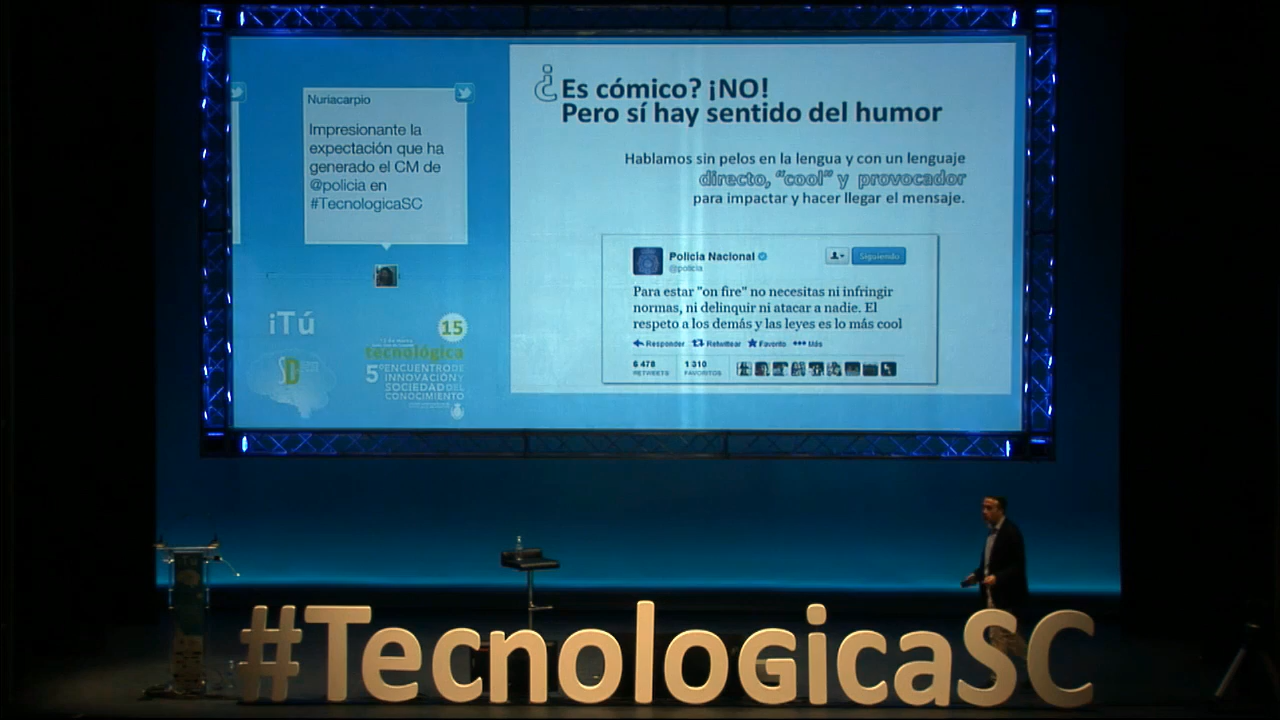 Nuriacarpio
Impresionante la
expectación que ha
generado el CM de
@policia en
#TecnologicaSC
iTú
15
tecnológica
5º ENCUENTRO DE
INNOVACIÓN Y
SOCIEDAD DEL
CONOCIMIENTO
¿Es cómico? ¡NO!
Pero sí hay sentido del humor
Hablamos sin pelos en la lengua y con un lenguaje
directo, "cool" y provocador
para impactar y hacer llegar el mensaje.
Policía Nacional
@policia
Siguiendo
Para estar "on fire" no necesitas ni infringir
normas, ni delinquir ni atacar a nadie. El
respeto a los demás y las leyes es lo más cool
Responder Retwittear Favorito Más
6 478 1 310
RETWEETS FAVORITOS
iTú
#TecnoloGicaSC